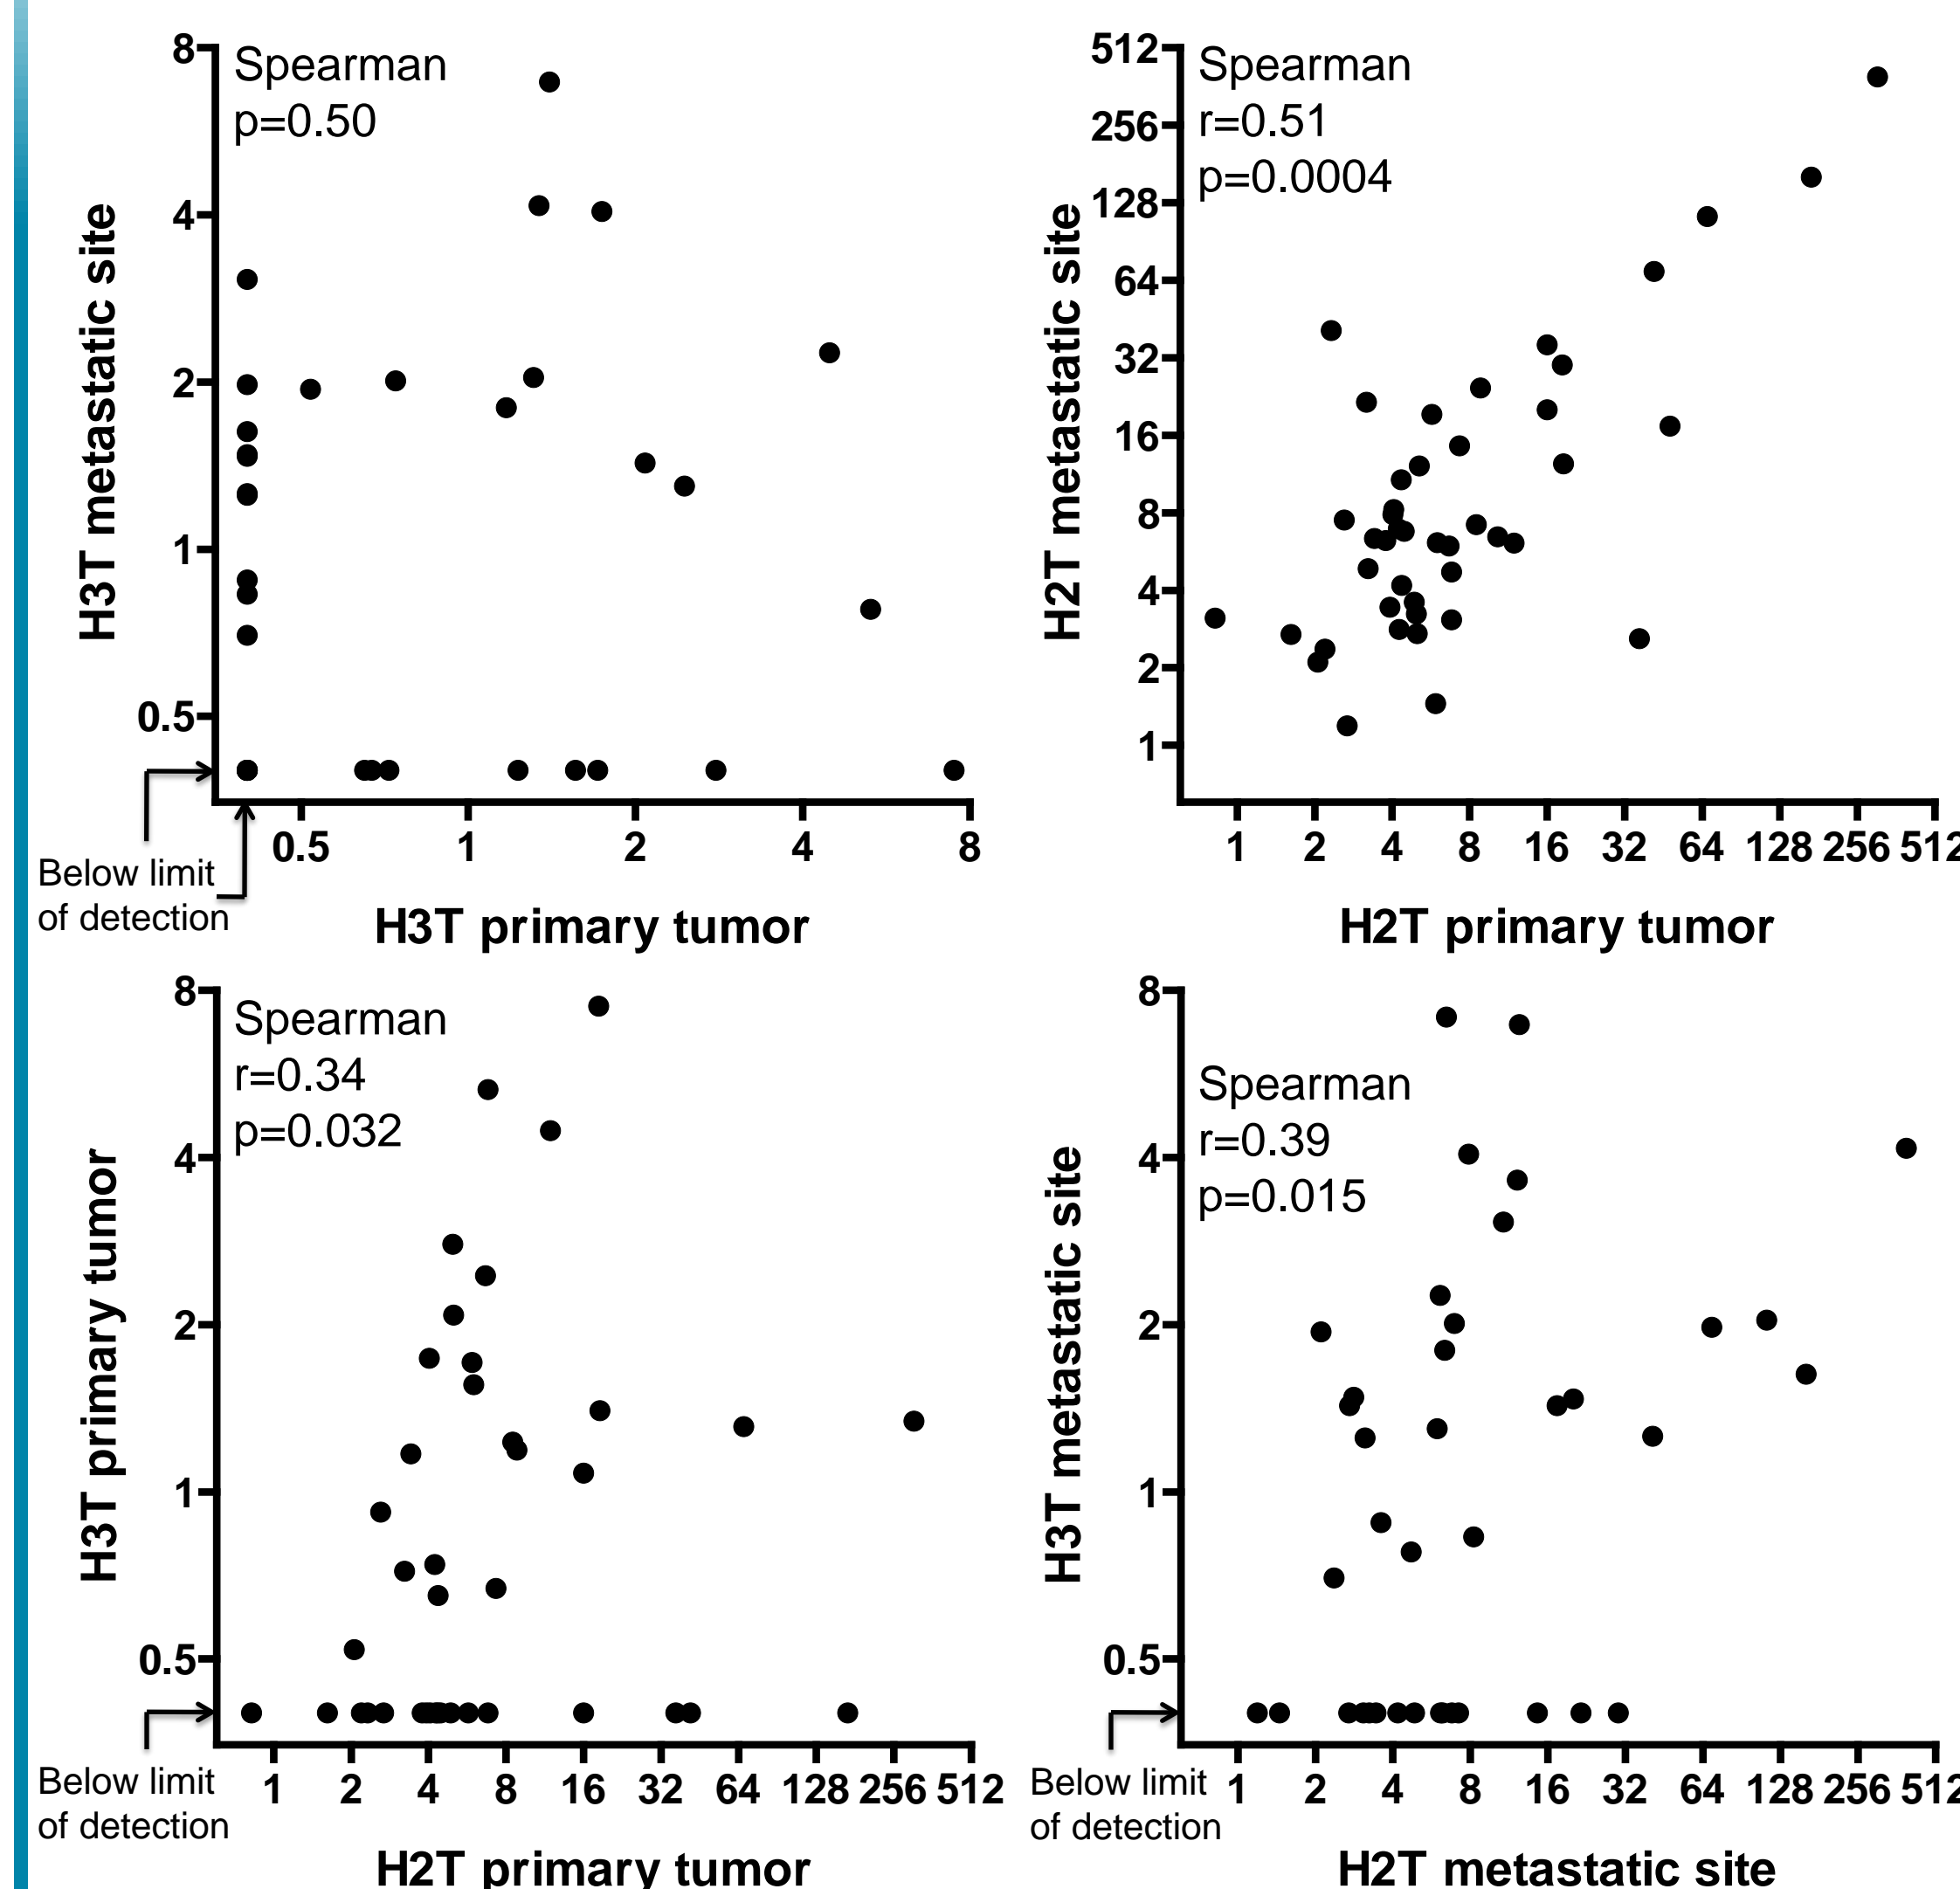 Spearman
p=0.50
8
4
2
1
0.5
H3T metastatic site
0.5 1 2 4 8
Below limit
of detection
H3T primary tumor
Spearman
r=0.51
p=0.0004
512
256
128
64
32
16
8
4
2
1
H2T metastatic site
1 2 4 8 16 32 64 128 256 512
H2T primary tumor
Spearman
r=0.34
p=0.032
8
4
2
1
0.5
H3T primary tumor
1 2 4 8 16 32 64 128 256 512
Below limit
of detection
H2T primary tumor
Spearman
r=0.39
p=0.015
8
4
2
1
0.5
H3T metastatic site
1 2 4 8 16 32 64 128 256 512
Below limit
of detection
H2T metastatic site